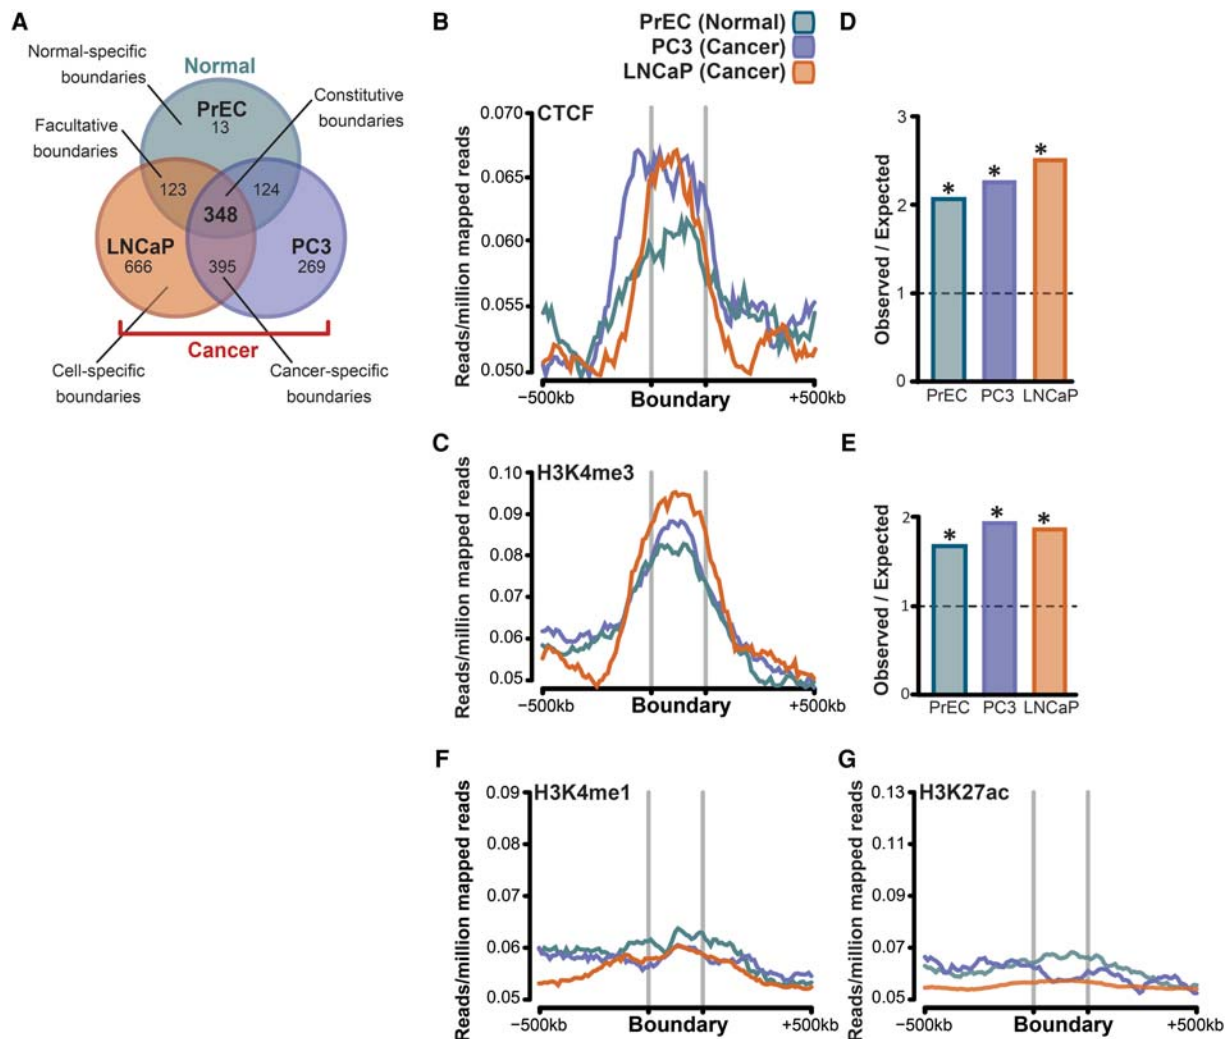 A
Normal-specific
boundaries
Normal
Constitutive
boundaries
PrEC
13
Facultative
boundaries
123
124
348
LNCaP
666
395
PC3
269
Cancer
Cell-specific
boundaries
Cancer-specific
boundaries
B
PrEC (Normal)
PC3 (Cancer)
LNCaP (Cancer)
CTCF
Reads/million mapped reads
0.070
0.065
0.060
0.055
0.050
−500kb
Boundary
+500kb
D
Observed / Expected
3
2
1
0
*
*
*
PrEC
PC3
LNCaP
C
H3K4me3
Reads/million mapped reads
0.10
0.09
0.08
0.07
0.06
0.05
−500kb
Boundary
+500kb
E
Observed / Expected
2
1
0
*
*
*
PrEC
PC3
LNCaP
F
H3K4me1
Reads/million mapped reads
0.09
0.08
0.07
0.06
0.05
−500kb
Boundary
+500kb
G
H3K27ac
Reads/million mapped reads
0.13
0.11
0.09
0.07
0.05
−500kb
Boundary
+500kb